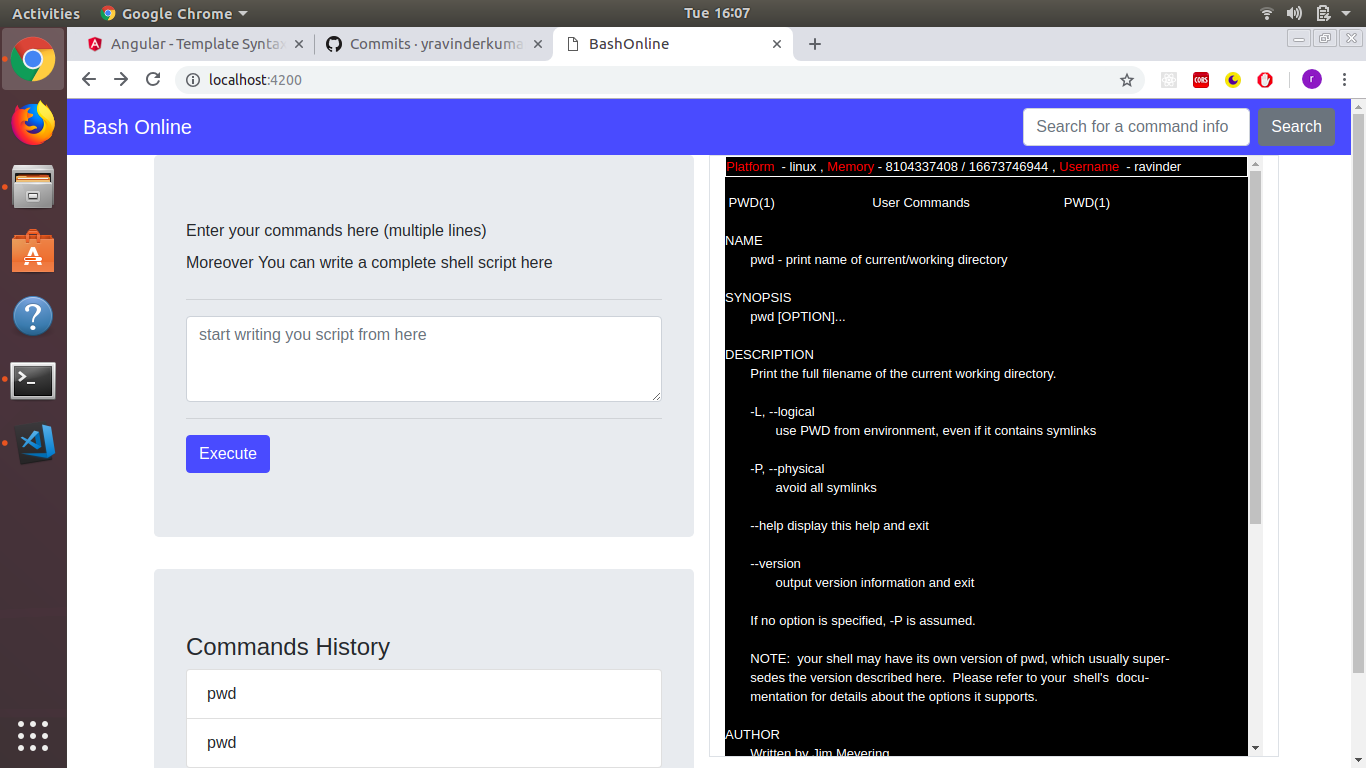 Activities Google Chrome Tue 16:07
Angular - Template Syntax Commits · yravinderkuma BashOnline
localhost:4200
Bash Online Search for a command info Search
Enter your commands here (multiple lines)
Moreover You can write a complete shell script here
start writing you script from here
Execute
Commands History
pwd
pwd
Platform - linux , Memory - 8104337408 / 16673746944 , Username - ravinder
PWD(1) User Commands PWD(1)
NAME
pwd - print name of current/working directory
SYNOPSIS
pwd [OPTION]...
DESCRIPTION
Print the full filename of the current working directory.
-L, --logical
use PWD from environment, even if it contains symlinks
-P, --physical
avoid all symlinks
--help display this help and exit
--version
output version information and exit
If no option is specified, -P is assumed.
NOTE: your shell may have its own version of pwd, which usually super-
sedes the version described here. Please refer to your shell's docu-
mentation for details about the options it supports.
AUTHOR
Written by Jim Meyering.